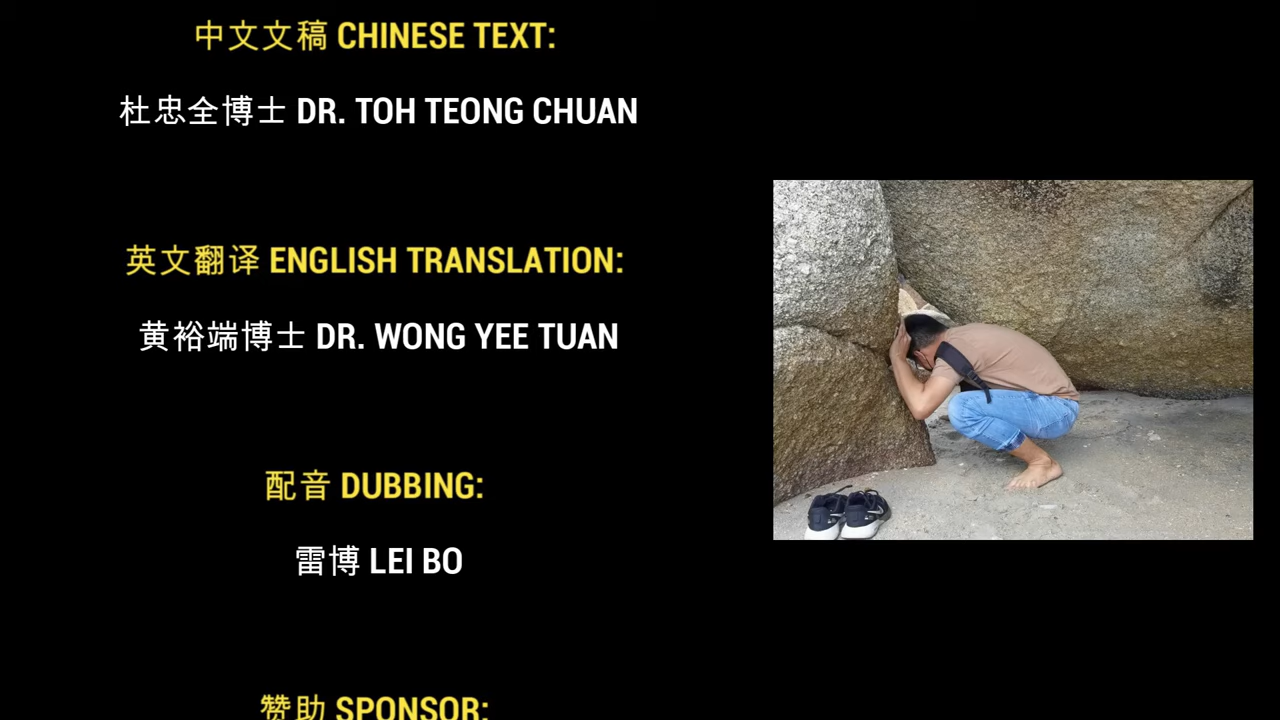 中文文稿 CHINESE TEXT:
杜忠全博士 DR. TOH TEONG CHUAN
英文翻译 ENGLISH TRANSLATION:
黄裕端博士 DR. WONG YEE TUAN
配音 DUBBING:
雷博 LEI BO
赞助 SPONSOR: